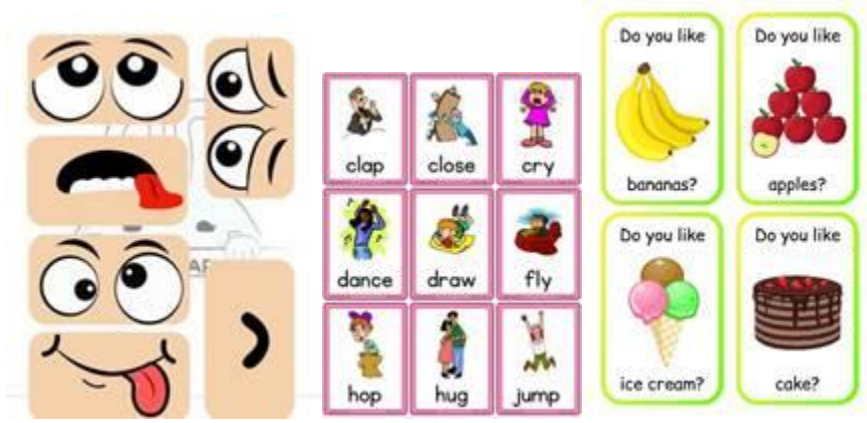 clap
close
cry
dance
draw
fly
hop
hug
jump
Do you like
bananas?
Do you like
apples?
Do you like
ice cream?
Do you like
cake?